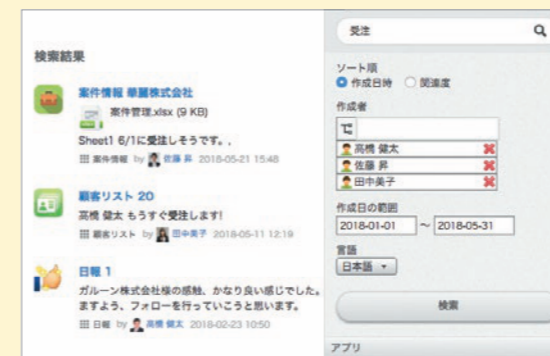 検索結果
案件情報 華麗株式会社
案件管理.xlsx (9 KB)
Sheet1 6/1に受注しそうです。.
案件情報 by 佐藤 昇 2018-05-21 15:48
顧客リスト 20
高橋 健太 もうすぐ受注します!
顧客リスト by 田中美子 2018-05-11 12:19
日報 1
ガルーン株式会社様の感触、かなり良い感じでした。
ますよう、フォローを行っていこうと思います。
日報 by 高橋 健太 2018-02-23 10:50
受注
ソート順
作成日時 関連度
作成者
高橋 健太
佐藤 昇
田中美子
作成日の範囲
2018-01-01 ～ 2018-05-31
言語
日本語
検索
アプリ